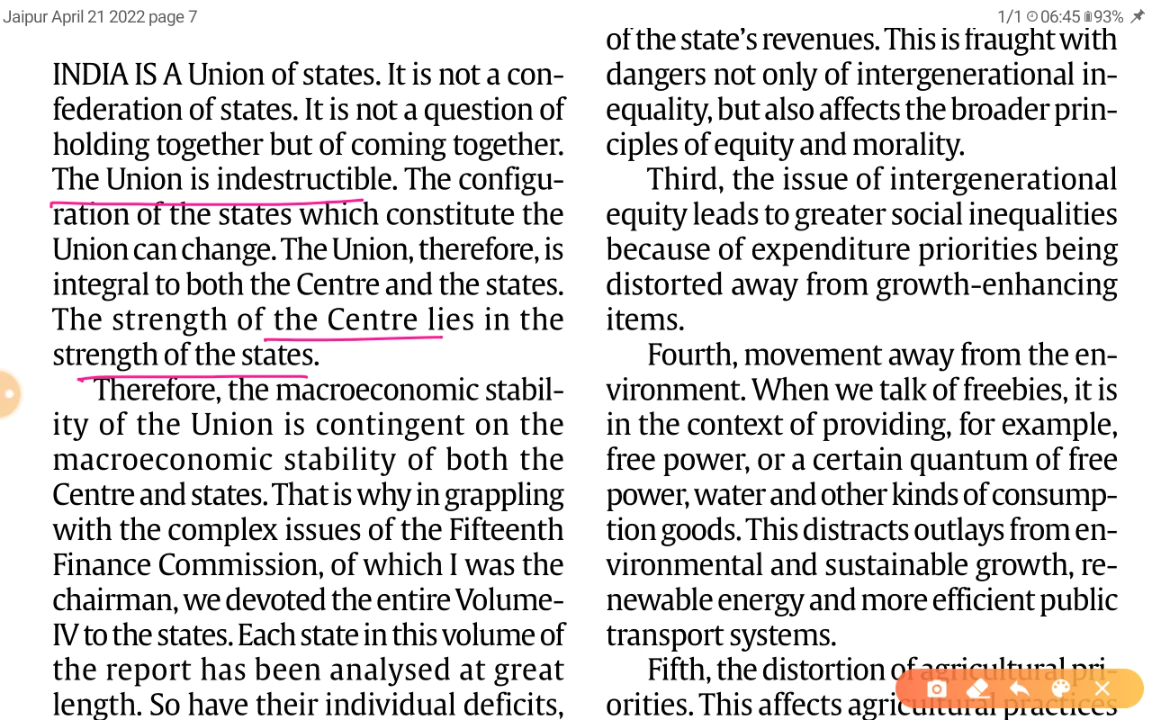 Jaipur April 21 2022 page 7
1/1 06:45 93%
INDIA IS A Union of states. It is not a con-
federation of states. It is not a question of
holding together but of coming together.
The Union is indestructible. The configu-
ration of the states which constitute the
Union can change. The Union, therefore, is
integral to both the Centre and the states.
The strength of the Centre lies in the
strength of the states.
Therefore, the macroeconomic stabil-
ity of the Union is contingent on the
macroeconomic stability of both the
Centre and states. That is why in grappling
with the complex issues of the Fifteenth
Finance Commission, of which I was the
chairman, we devoted the entire Volume-
IV to the states. Each state in this volume of
the report has been analysed at great
length. So have their individual deficits,
of the state's revenues. This is fraught with
dangers not only of intergenerational in-
equality, but also affects the broader prin-
ciples of equity and morality.
Third, the issue of intergenerational
equity leads to greater social inequalities
because of expenditure priorities being
distorted away from growth-enhancing
items.
Fourth, movement away from the en-
vironment. When we talk of freebies, it is
in the context of providing, for example,
free power, or a certain quantum of free
power, water and other kinds of consump-
tion goods. This distracts outlays from en-
vironmental and sustainable growth, re-
newable energy and more efficient public
transport systems.
Fifth, the distortion of agricultural pri-
orities. This affects agricultural practices